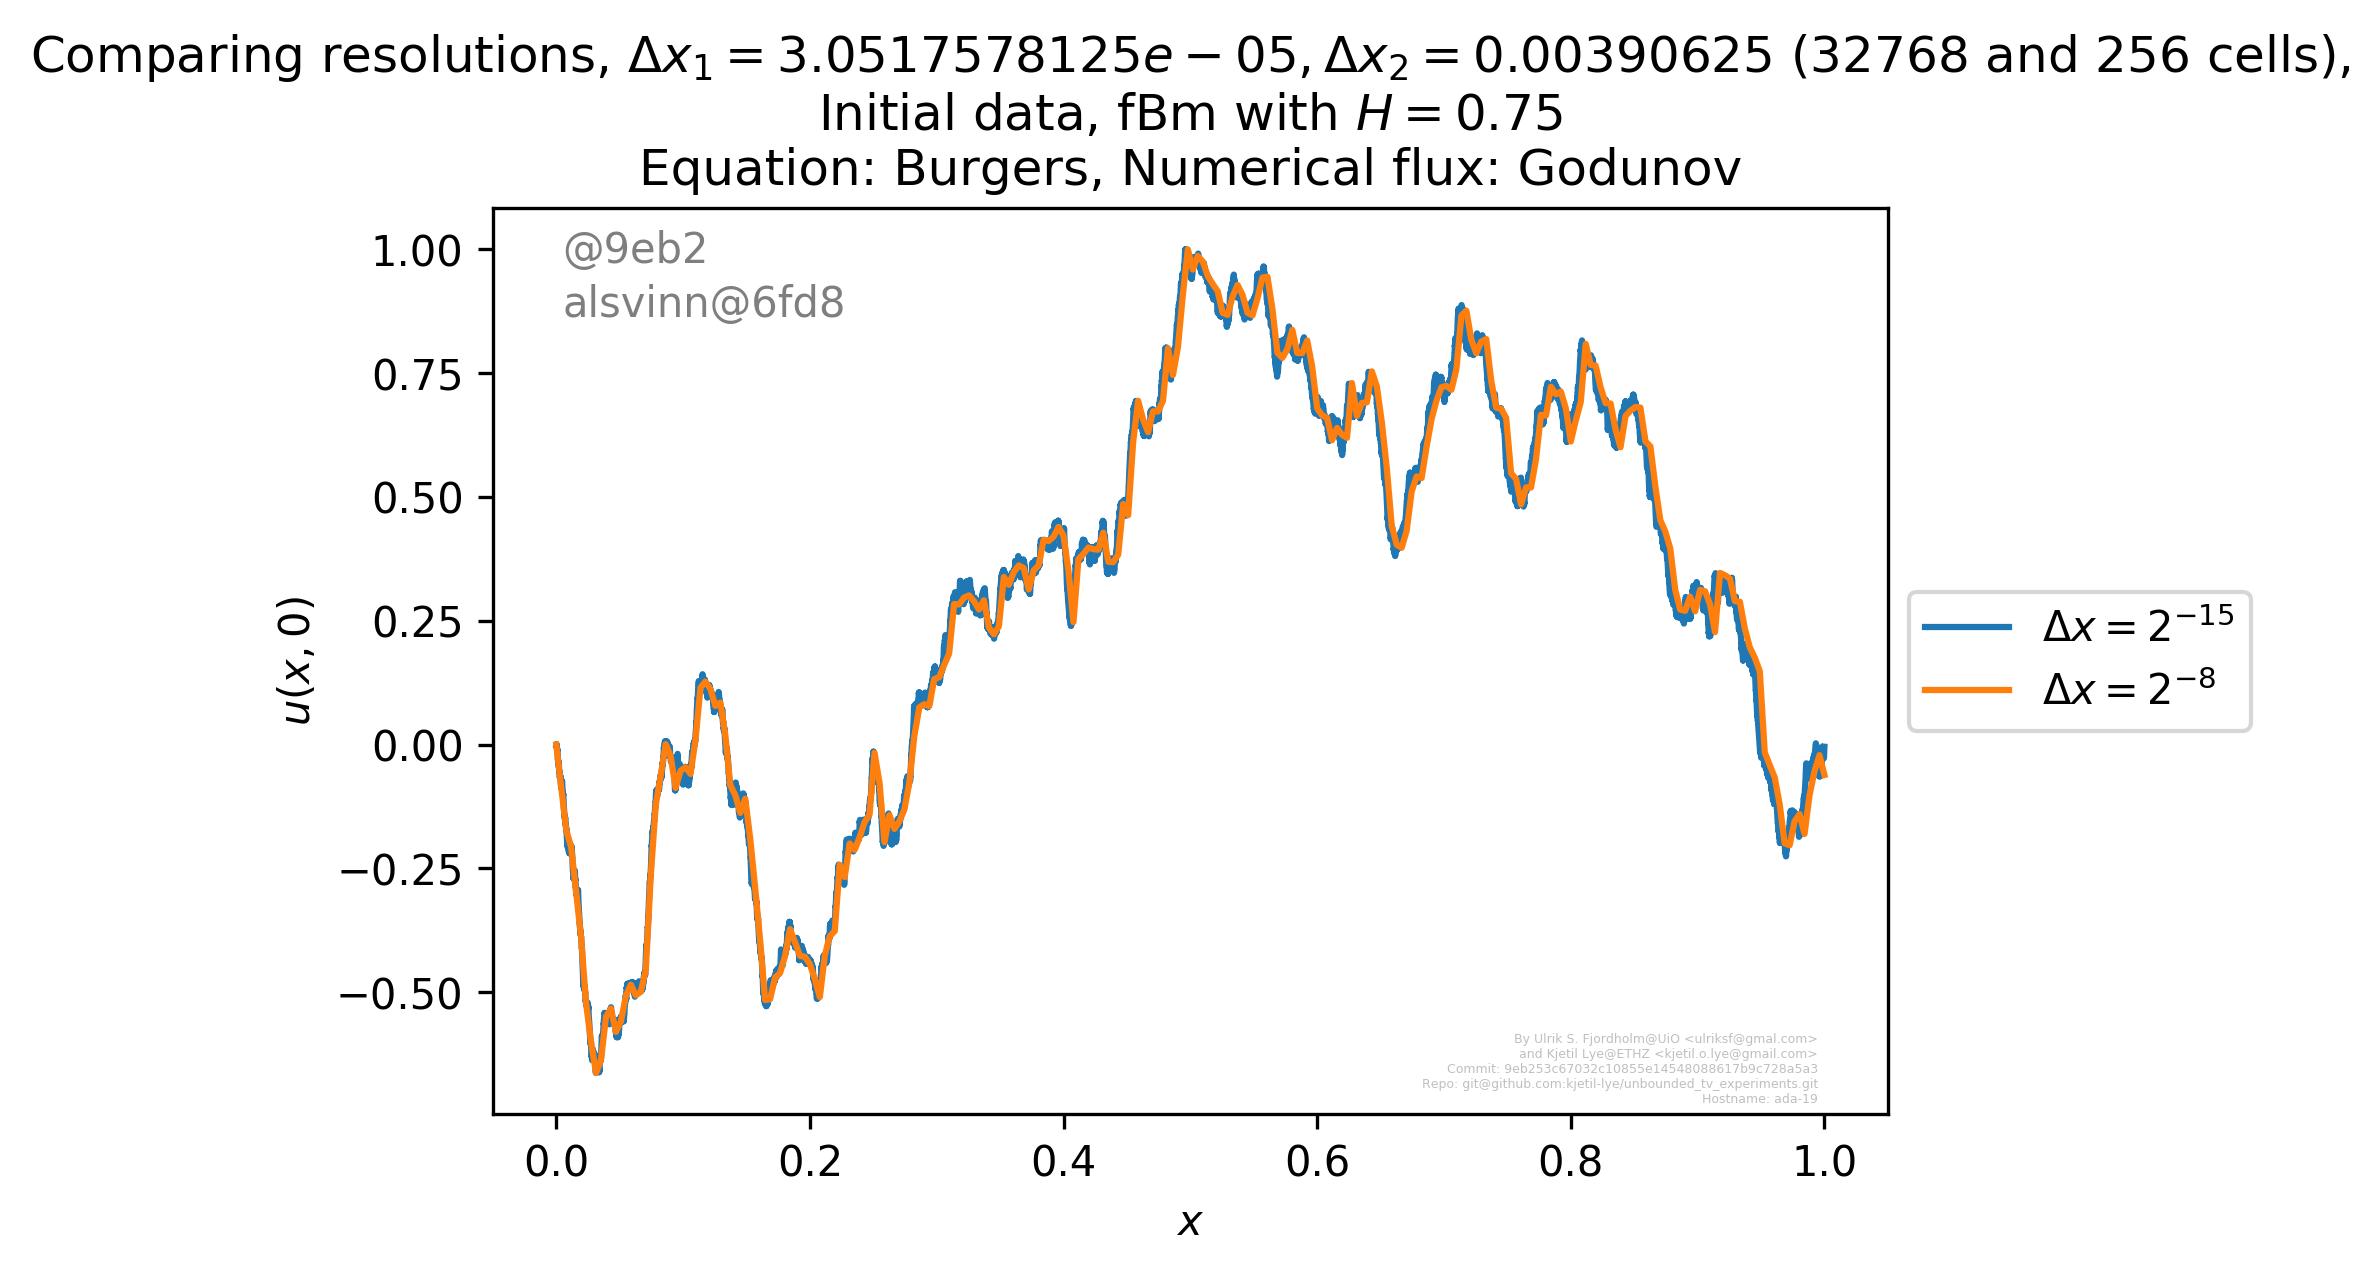 Comparing resolutions, Δx₁ = 3.0517578125e − 05, Δx₂ = 0.00390625 (32768 and 256 cells),
Initial data, fBm with H = 0.75
Equation: Burgers, Numerical flux: Godunov
@9eb2
alsvinn@6fd8
1.00
0.75
0.50
0.25
0.00
−0.25
−0.50
u(x, 0)
Δx = 2⁻¹⁵
Δx = 2⁻⁸
By Ulrik S. Fjordholm@UiO <ulriksf@gmal.com>
and Kjetil Lye@ETHZ <kjetil.o.lye@gmail.com>
Commit: 9eb253c67032c10855e14548088617b9c728a5a3
Repo: git@github.com:kjetil-lye/unbounded_tv_experiments.git
Hostname: ada-19
0.0 0.2 0.4 0.6 0.8 1.0
x